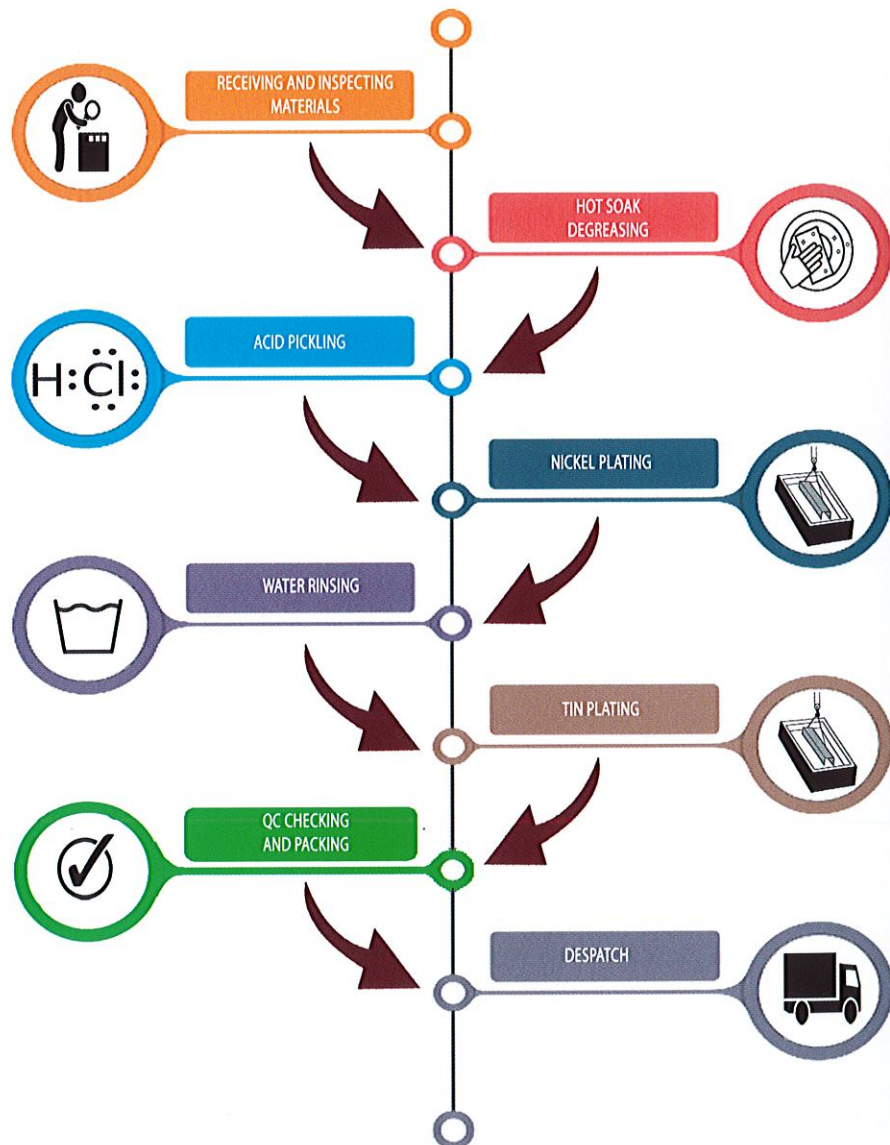 RECEIVING AND INSPECTING
MATERIALS
HOT SOAK
DEGREASING
ACID PICKLING
H:Cl:
NICKEL PLATING
WATER RINSING
TIN PLATING
QC CHECKING
AND PACKING
DESPATCH